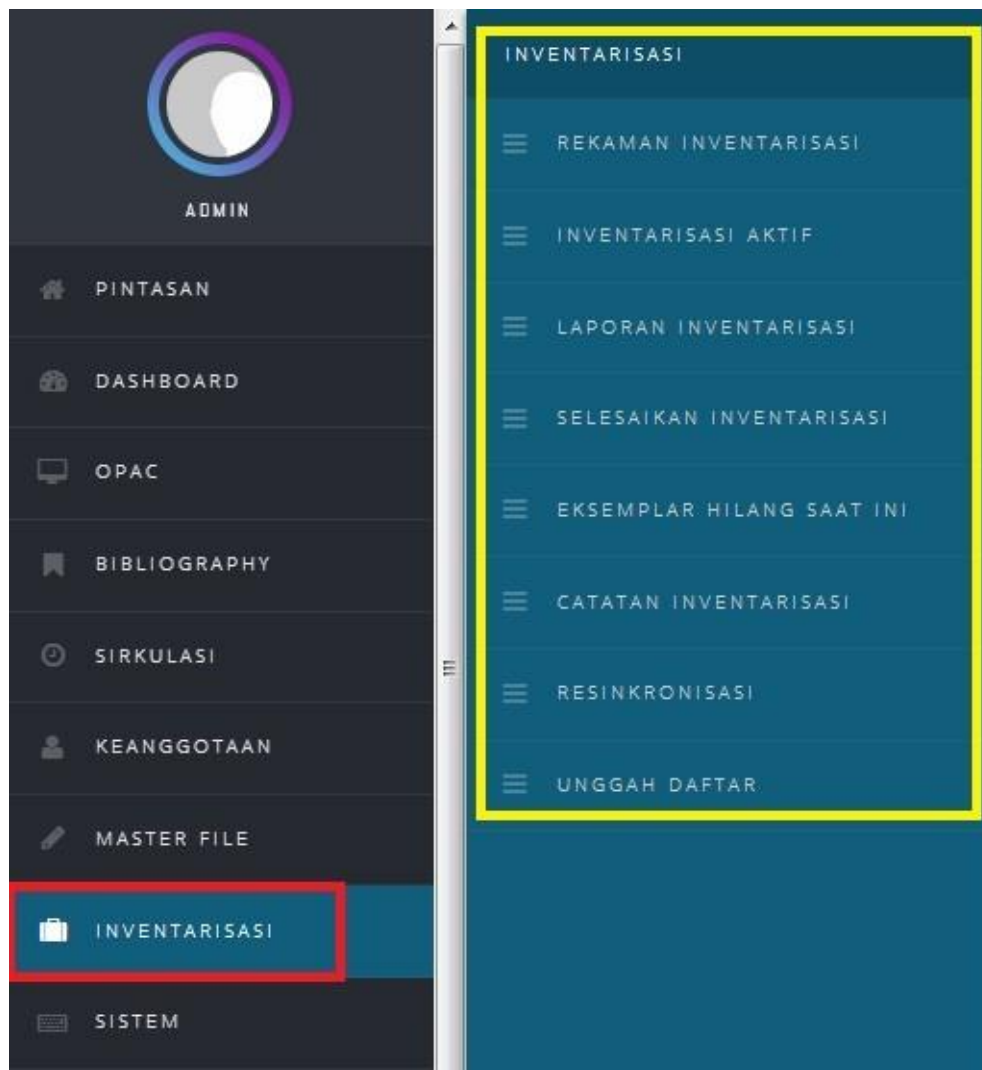 ADMIN
PINTASAN
DASHBOARD
OPAC
BIBLIOGRAPHY
SIRKULASI
KEANGGOTAAN
MASTER FILE
INVENTARISASI
SISTEM
INVENTARISASI
REKAMAN INVENTARISASI
INVENTARISASI AKTIF
LAPORAN INVENTARISASI
SELESAIKAN INVENTARISASI
EKSEMPLAR HILANG SAAT INI
CATATAN INVENTARISASI
RESINKRONISASI
UNGGAH DAFTAR